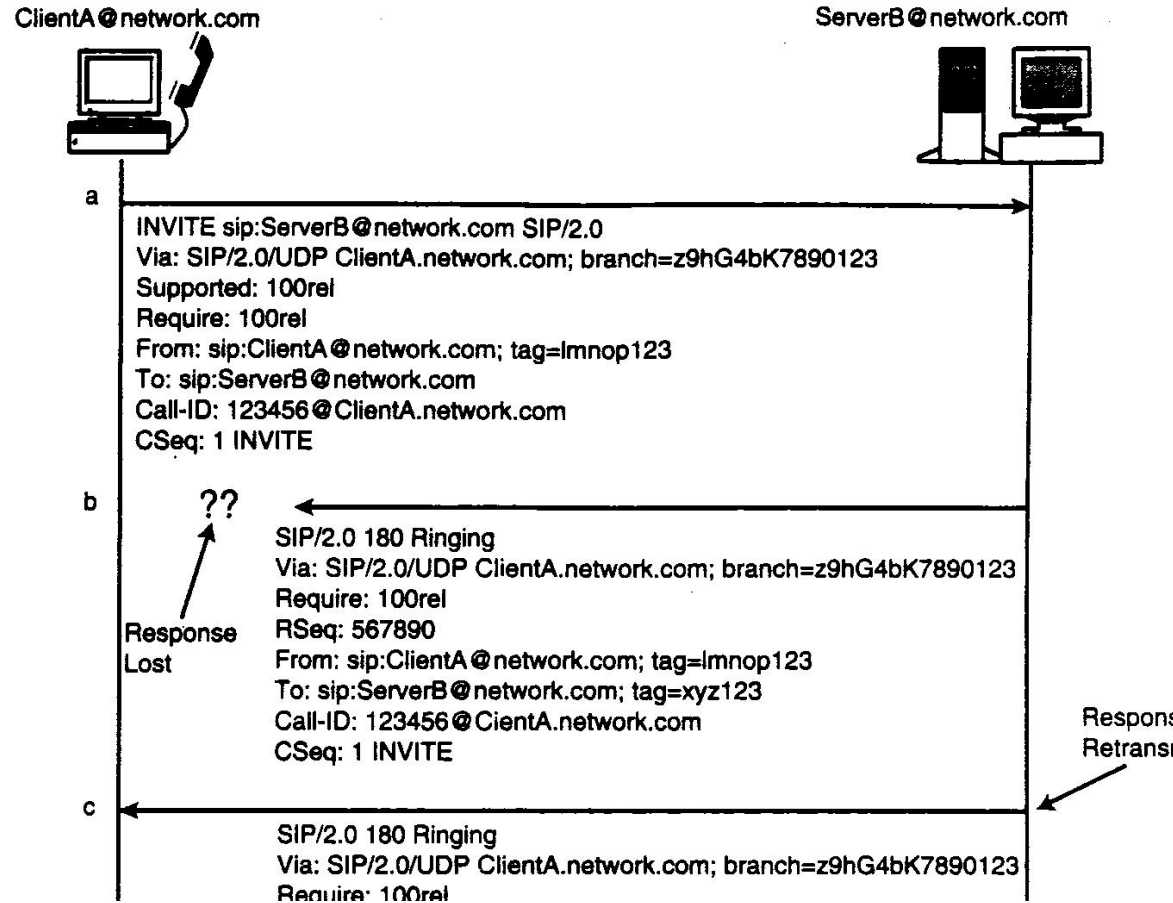 ClientA@network.com
ServerB@network.com
a
INVITE sip:ServerB@network.com SIP/2.0
Via: SIP/2.0/UDP ClientA.network.com; branch=z9hG4bK7890123
Supported: 100rel
Require: 100rel
From: sip:ClientA@network.com; tag=lmnop123
To: sip:ServerB@network.com
Call-ID: 123456@ClientA.network.com
CSeq: 1 INVITE
b
??
SIP/2.0 180 Ringing
Via: SIP/2.0/UDP ClientA.network.com; branch=z9hG4bK7890123
Require: 100rel
RSeq: 567890
From: sip:ClientA@network.com; tag=lmnop123
To: sip:ServerB@network.com; tag=xyz123
Call-ID: 123456@CientA.network.com
CSeq: 1 INVITE
Response
Lost
Respons
Retransm
c
SIP/2.0 180 Ringing
Via: SIP/2.0/UDP ClientA.network.com; branch=z9hG4bK7890123
Require: 100rel